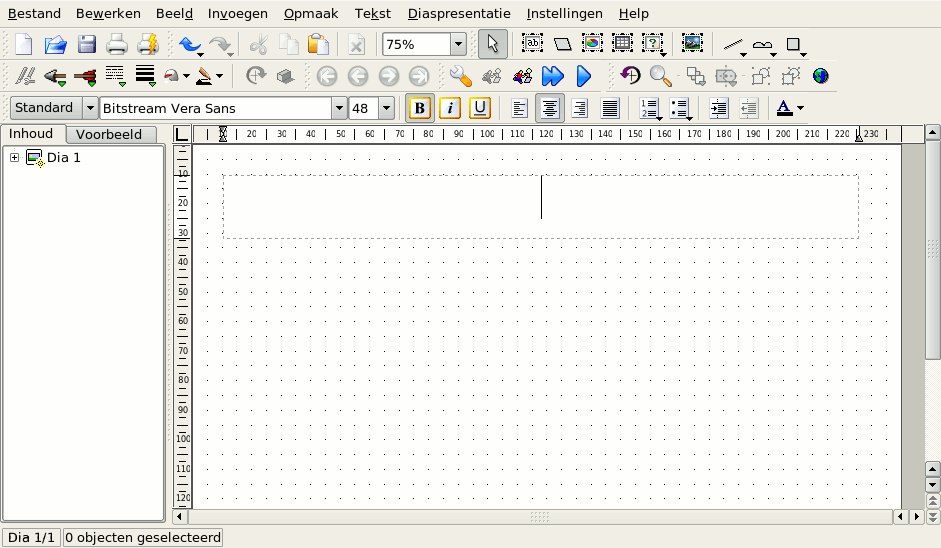 Bestand Bewerken Beeld Invoegen Opmaak Tekst Diaspresentatie Instellingen Help
75%
Standard Bitstream Vera Sans 48 B i U A
Inhoud Voorbeeld
20 30 40 50 60 70 80 90 100 110 120 130 140 150 160 170 180 190 200 210 220 230
Dia 1
10
20
30
40
50
60
70
80
90
100
110
120
Dia 1/1 0 objecten geselecteerd